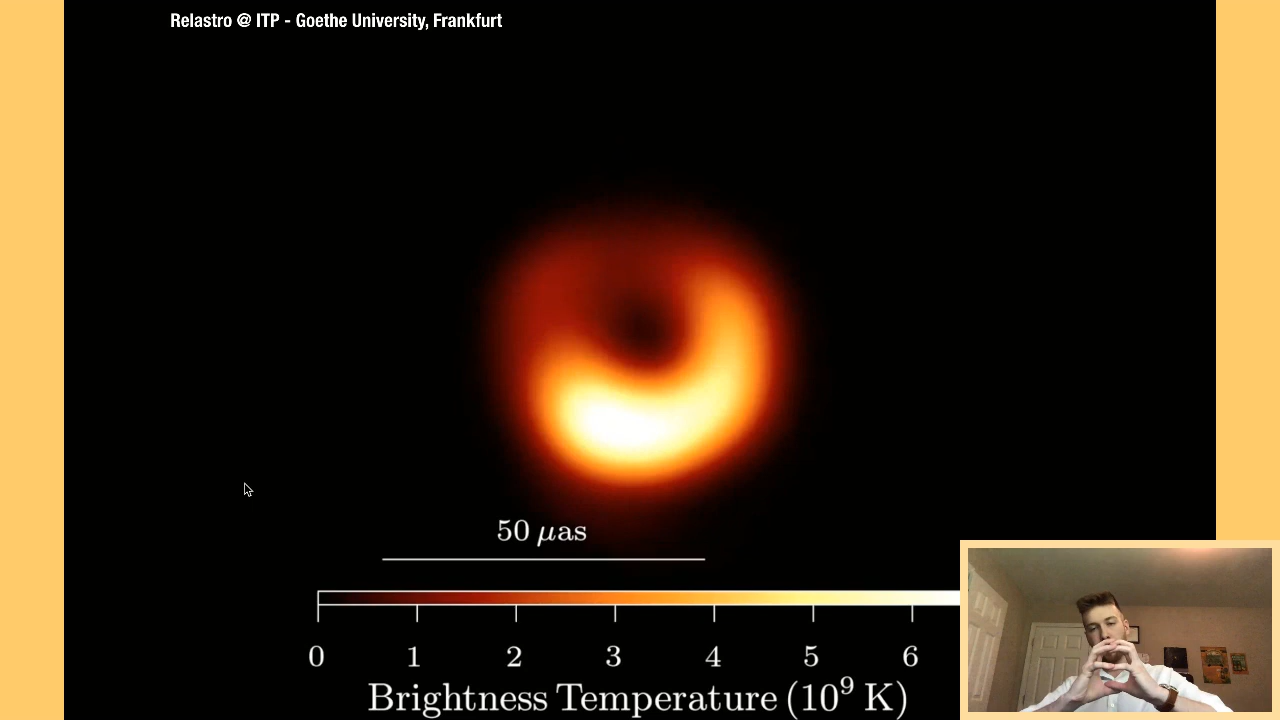 Relastro @ ITP - Goethe University, Frankfurt
50 μas
0 1 2 3 4 5 6
Brightness Temperature (10⁹ K)